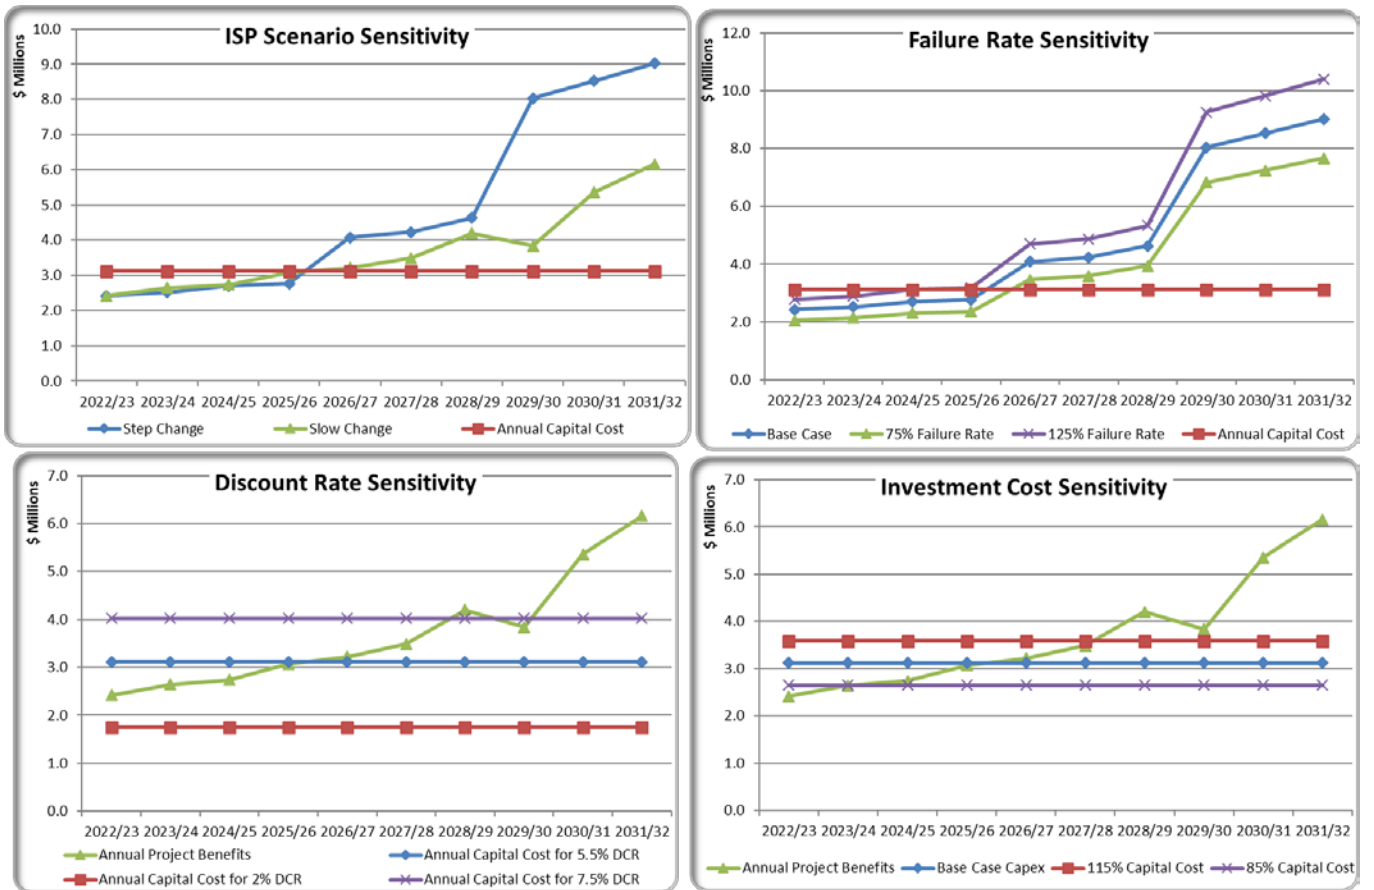 ISP Scenario Sensitivity
$ Millions
10.0
9.0
8.0
7.0
6.0
5.0
4.0
3.0
2.0
1.0
0.0
2022/23 2023/24 2024/25 2025/26 2026/27 2027/28 2028/29 2029/30 2030/31 2031/32
Step Change Slow Change Annual Capital Cost
Failure Rate Sensitivity
$ Millions
12.0
10.0
8.0
6.0
4.0
2.0
0.0
2022/23 2023/24 2024/25 2025/26 2026/27 2027/28 2028/29 2029/30 2030/31 2031/32
Base Case 75% Failure Rate 125% Failure Rate Annual Capital Cost
Discount Rate Sensitivity
$ Millions
7.0
6.0
5.0
4.0
3.0
2.0
1.0
0.0
2022/23 2023/24 2024/25 2025/26 2026/27 2027/28 2028/29 2029/30 2030/31 2031/32
Annual Project Benefits Annual Capital Cost for 5.5% DCR
Annual Capital Cost for 2% DCR Annual Capital Cost for 7.5% DCR
Investment Cost Sensitivity
$ Millions
7.0
6.0
5.0
4.0
3.0
2.0
1.0
0.0
2022/23 2023/24 2024/25 2025/26 2026/27 2027/28 2028/29 2029/30 2030/31 2031/32
Annual Project Benefits Base Case Capex 115% Capital Cost 85% Capital Cost